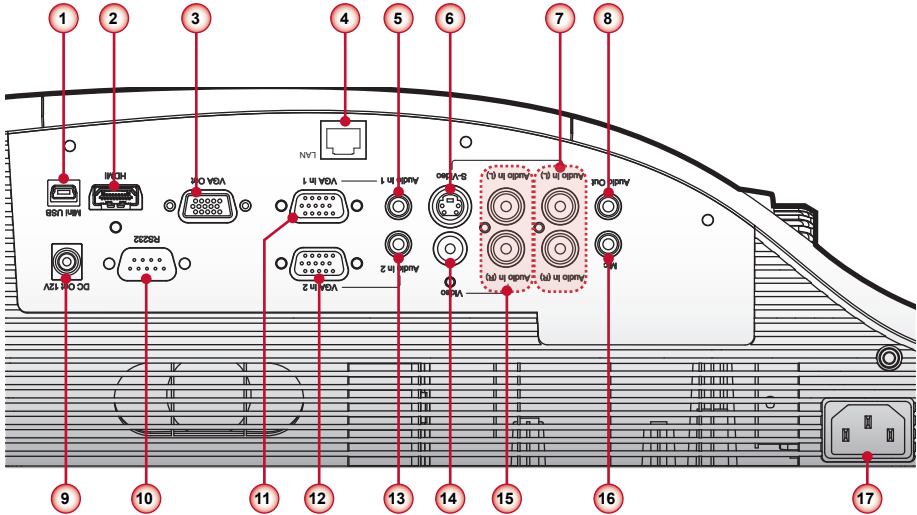 1 2 3 4 5 6 7 8
LAN
Mini USB
HDMI
VGA Out
VGA In 1
Audio In 1
S-Video
Audio In (L)
Audio In (L)
Audio Out
DC Out 12V
RS232
VGA In 2
Audio In 2
Video
Audio In (R)
Audio In (R)
Mic
9 10 11 12 13 14 15 16 17